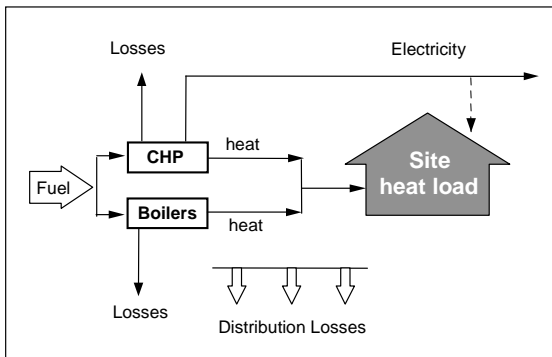 Losses
Electricity
CHP
heat
Site
heat load
Fuel
Boilers
heat
Losses
Distribution Losses